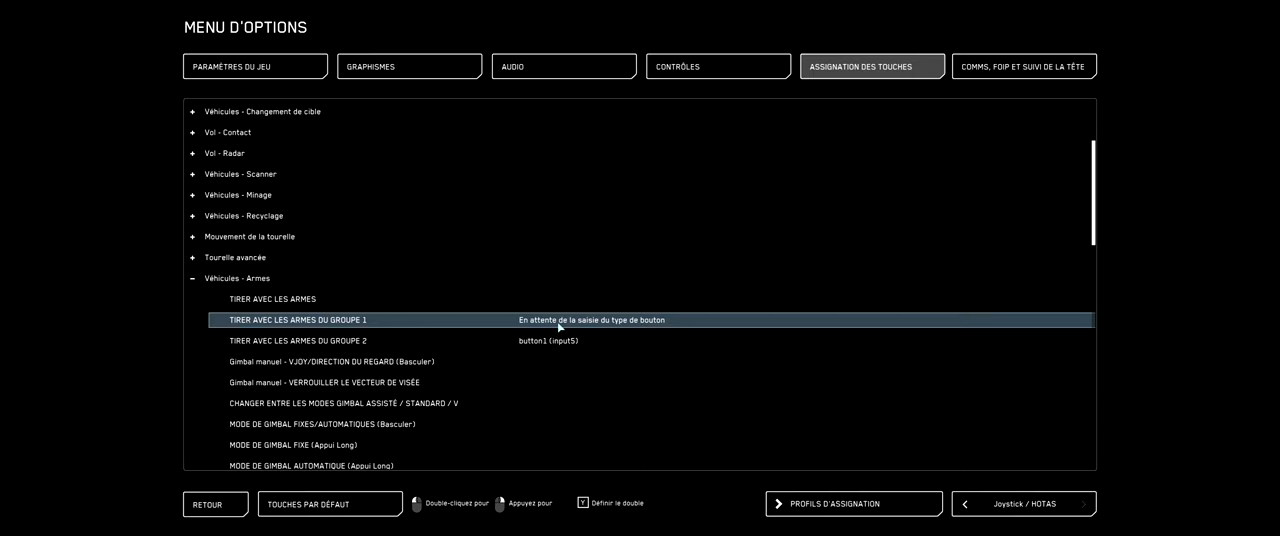 MENU D'OPTIONS
PARAMÈTRES DU JEU
GRAPHISMES
AUDIO
CONTRÔLES
ASSIGNATION DES TOUCHES
COMMS, FOIP ET SUIVI DE LA TÊTE
+ Véhicules - Changement de cible
+ Vol - Contact
+ Vol - Radar
+ Véhicules - Scanner
+ Véhicules - Minage
+ Véhicules - Recyclage
+ Mouvement de la tourelle
+ Tourelle avancée
- Véhicules - Armes
TIRER AVEC LES ARMES
TIRER AVEC LES ARMES DU GROUPE 1 En attente de la saisie du type de bouton
TIRER AVEC LES ARMES DU GROUPE 2 button1 (input5)
Gimbal manuel - VJOY/DIRECTION DU REGARD (Basculer)
Gimbal manuel - VERROUILLER LE VECTEUR DE VISÉE
CHANGER ENTRE LES MODES GIMBAL ASSISTÉ / STANDARD / V
MODE DE GIMBAL FIXES/AUTOMATIQUES (Basculer)
MODE DE GIMBAL FIXE (Appui Long)
MODE DE GIMBAL AUTOMATIQUE (Appui Long)
RETOUR
TOUCHES PAR DÉFAUT
Double-cliquez pour
Appuyez pour
Y Définir le double
PROFILS D'ASSIGNATION
Joystick / HOTAS